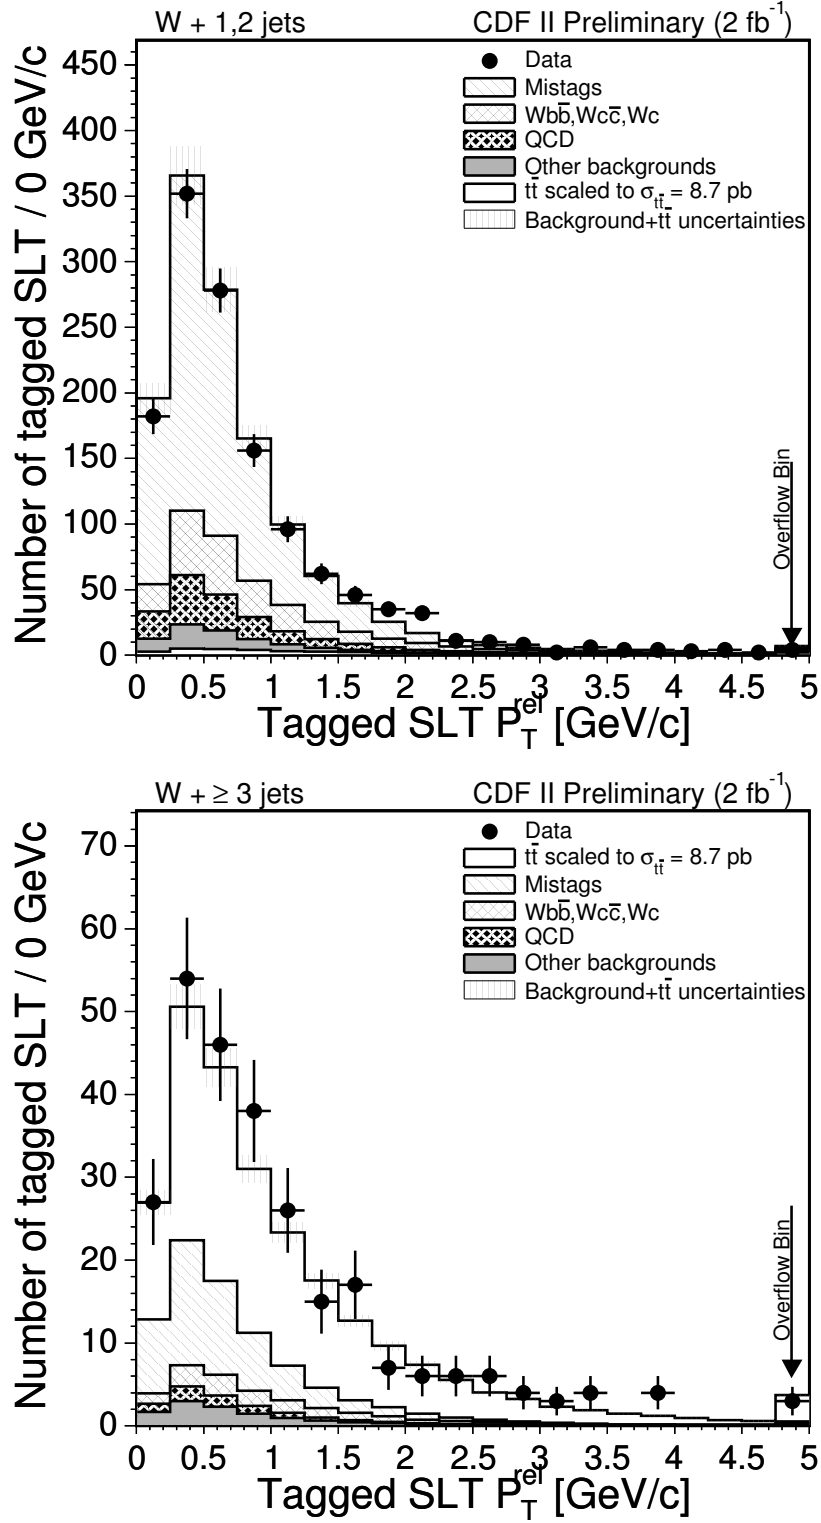 W + 1,2 jets CDF II Preliminary (2 fb⁻¹)
Number of tagged SLT / 0 GeV/c
450
400
350
300
250
200
150
100
50
0
Data
Mistags
Wbb̄,Wcc̄,Wc
QCD
Other backgrounds
tt̄ scaled to σtt̄ = 8.7 pb
Background+tt̄ uncertainties
Overflow Bin
0 0.5 1 1.5 2 2.5 3 3.5 4 4.5 5
Tagged SLT P_T^rel [GeV/c]
W + ≥ 3 jets CDF II Preliminary (2 fb⁻¹)
Number of tagged SLT / 0 GeVc
70
60
50
40
30
20
10
0
Data
tt̄ scaled to σtt̄ = 8.7 pb
Mistags
Wbb̄,Wcc̄,Wc
QCD
Other backgrounds
Background+tt̄ uncertainties
Overflow Bin
0 0.5 1 1.5 2 2.5 3 3.5 4 4.5 5
Tagged SLT P_T^rel [GeV/c]